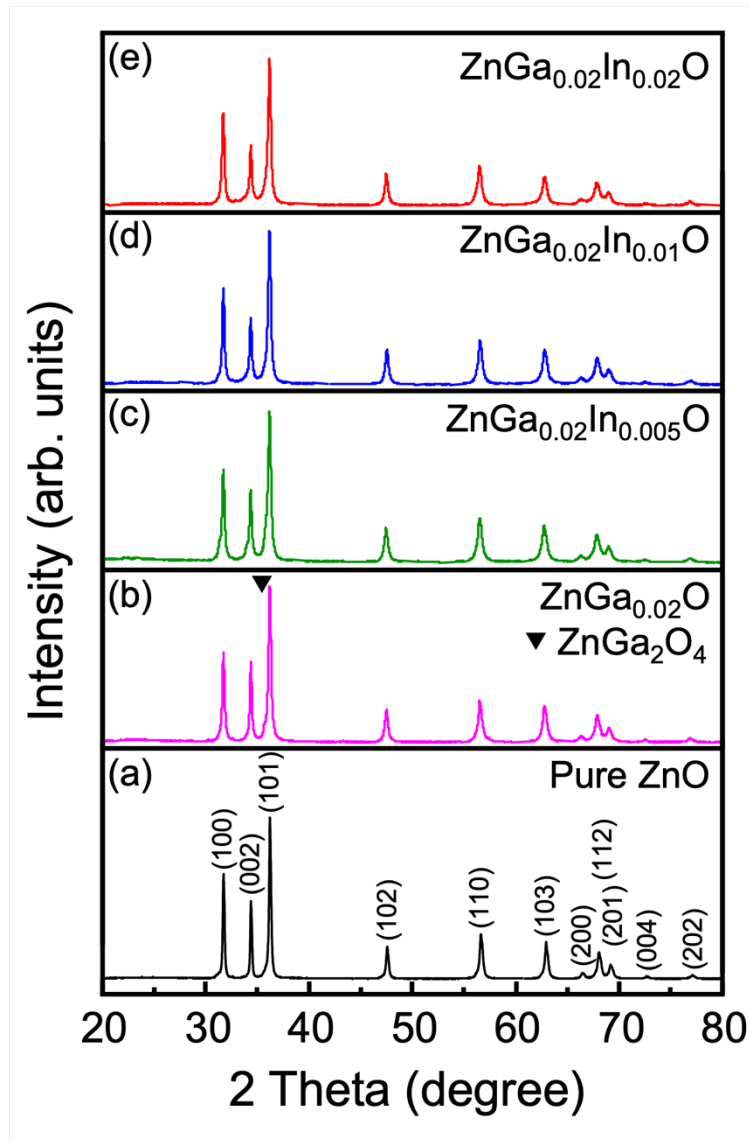 (e)
ZnGa₀.₀₂In₀.₀₂O
(d)
ZnGa₀.₀₂In₀.₀₁O
(c)
ZnGa₀.₀₂In₀.₀₀₅O
(b)
ZnGa₀.₀₂O
▼ ZnGa₂O₄
(a)
Pure ZnO
(100)
(002)
(101)
(102)
(110)
(103)
(200)
(112)
(201)
(004)
(202)
20 30 40 50 60 70 80
2 Theta (degree)
Intensity (arb. units)